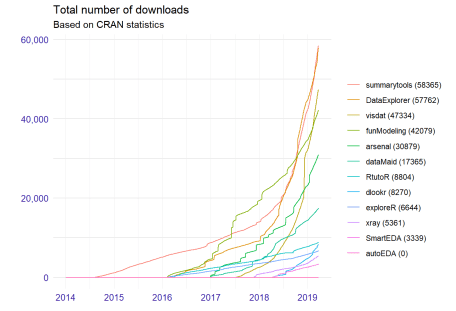 Total number of downloads
Based on CRAN statistics
60,000
40,000
20,000
0
2014 2015 2016 2017 2018 2019
summarytools (58365)
DataExplorer (57762)
visdat (47334)
funModeling (42079)
arsenal (30879)
dataMaid (17365)
RtutoR (8804)
dlookr (8270)
exploreR (6644)
xray (5361)
SmartEDA (3339)
autoEDA (0)